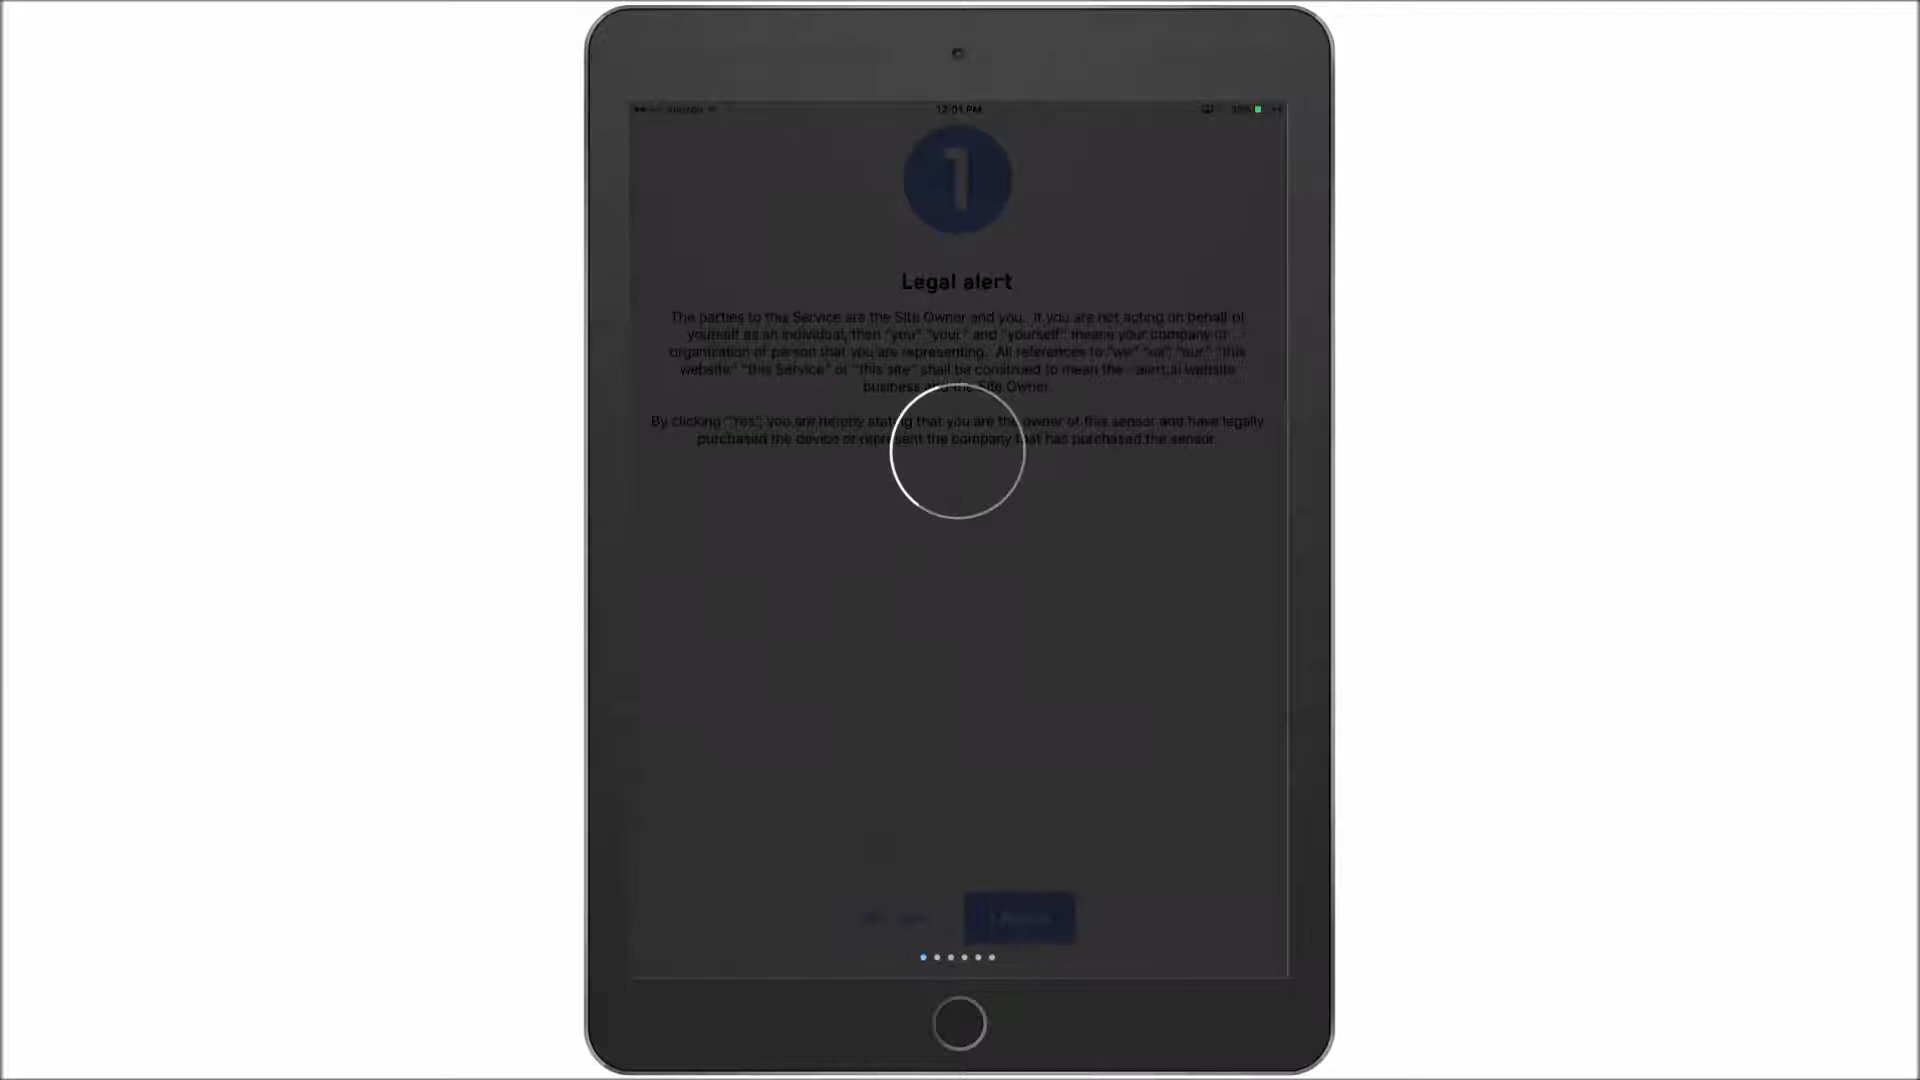 12:01 PM
1
Legal alert
The parties to this Service are the Site Owner and you. If you are not acting on behalf of
yourself as an individual, then "you" "your" and "yourself" means your company or
organization of person that you are representing. All references to "we" "us", "our," "this
website" "this Service" or "this site" shall be construed to mean the alert.ai website
business and the Site Owner.
By clicking "Yes", you are hereby stating that you are the owner of this sensor and have legally
purchased the device or represent the company that has purchased the sensor.